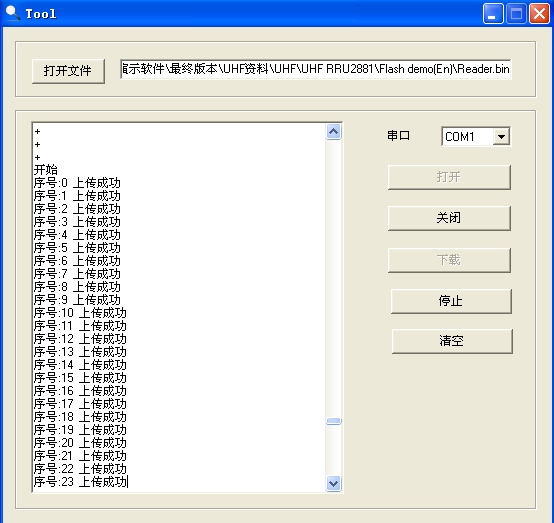 Tool
打开文件
示软件\最终版本\UHF资料\UHF\UHF RRU2881\Flash demo(En)\Reader.bin
+
+
+
开始
序号:0 上传成功
序号:1 上传成功
序号:2 上传成功
序号:3 上传成功
序号:4 上传成功
序号:5 上传成功
序号:6 上传成功
序号:7 上传成功
序号:8 上传成功
序号:9 上传成功
序号:10 上传成功
序号:11 上传成功
序号:12 上传成功
序号:13 上传成功
序号:14 上传成功
序号:15 上传成功
序号:16 上传成功
序号:17 上传成功
序号:18 上传成功
序号:19 上传成功
序号:20 上传成功
序号:21 上传成功
序号:22 上传成功
序号:23 上传成功
串口
COM1
打开
关闭
下载
停止
清空